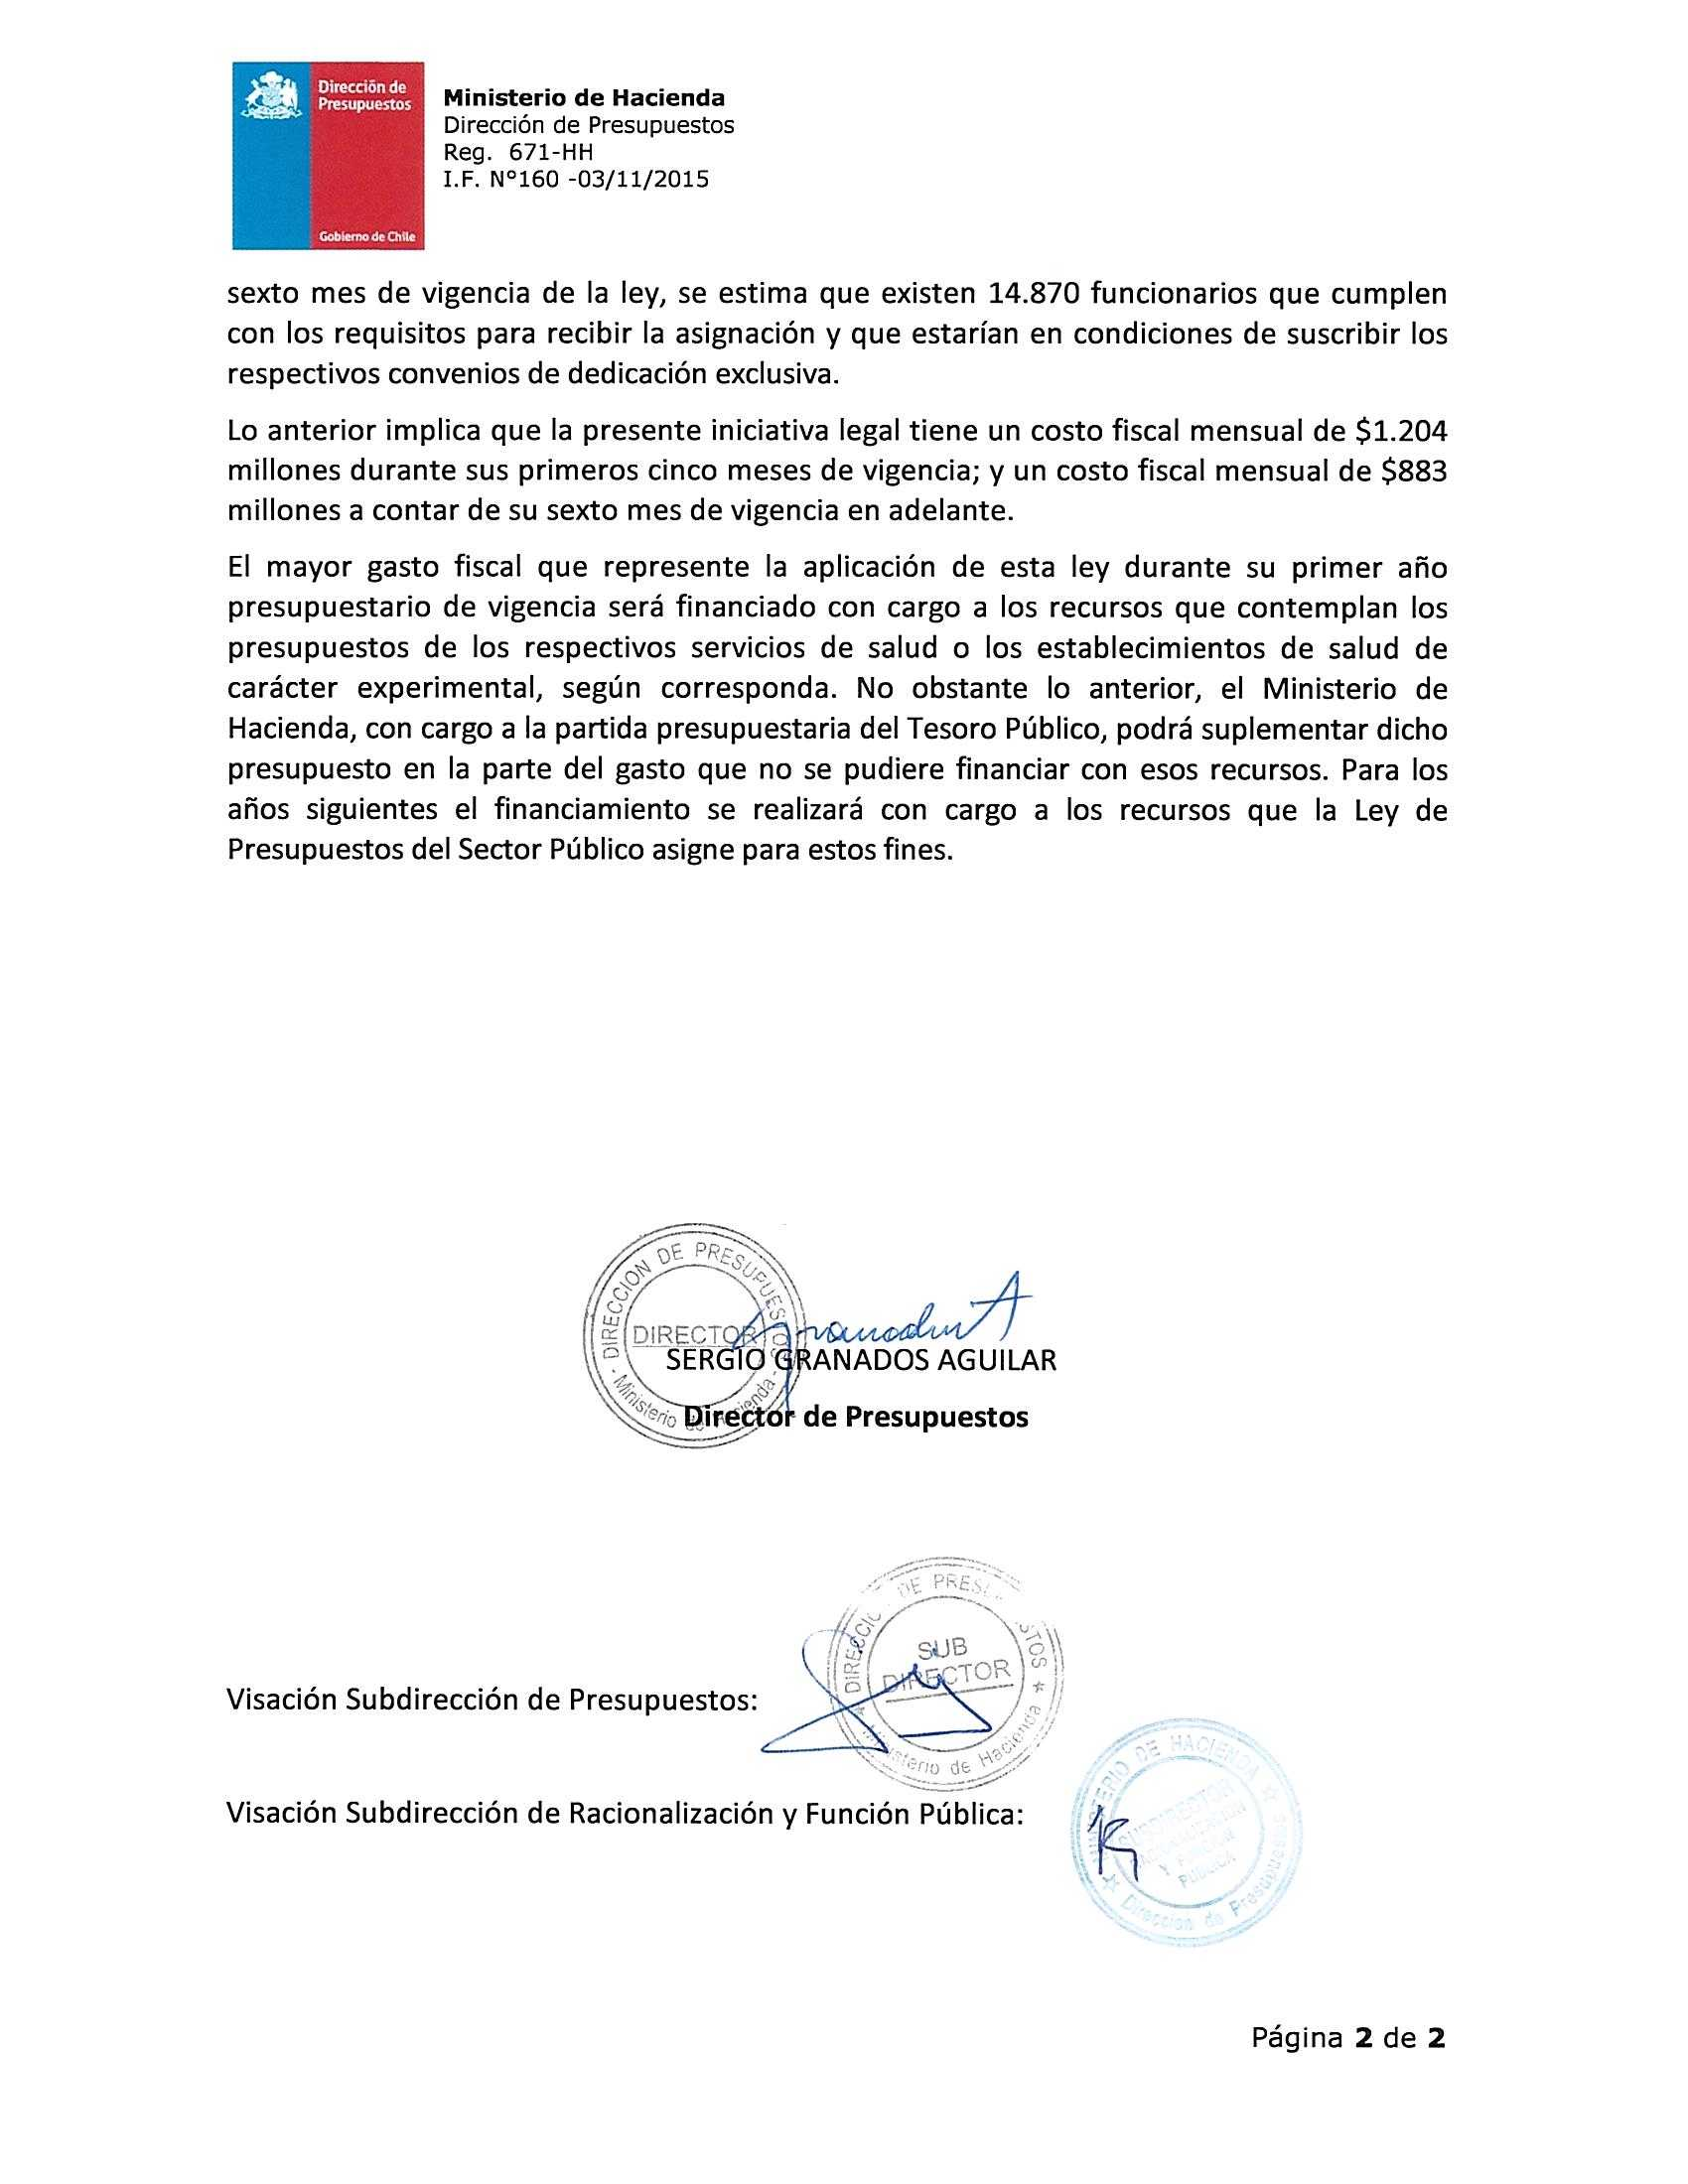 Dirección de
Presupuestos
Gobierno de Chile
Ministerio de Hacienda
Dirección de Presupuestos
Reg. 671-HH
I.F. N°160 -03/11/2015
sexto mes de vigencia de la ley, se estima que existen 14.870 funcionarios que cumplen
con los requisitos para recibir la asignación y que estarían en condiciones de suscribir los
respectivos convenios de dedicación exclusiva.
Lo anterior implica que la presente iniciativa legal tiene un costo fiscal mensual de $1.204
millones durante sus primeros cinco meses de vigencia; y un costo fiscal mensual de $883
millones a contar de su sexto mes de vigencia en adelante.
El mayor gasto fiscal que represente la aplicación de esta ley durante su primer año
presupuestario de vigencia será financiado con cargo a los recursos que contemplan los
presupuestos de los respectivos servicios de salud o los establecimientos de salud de
carácter experimental, según corresponda. No obstante lo anterior, el Ministerio de
Hacienda, con cargo a la partida presupuestaria del Tesoro Público, podrá suplementar dicho
presupuesto en la parte del gasto que no se pudiere financiar con esos recursos. Para los
años siguientes el financiamiento se realizará con cargo a los recursos que la Ley de
Presupuestos del Sector Público asigne para estos fines.
DIRECCION DE PRESUPUESTOS
DIRECTOR
Ministerio de Hacienda
SERGIO GRANADOS AGUILAR
Director de Presupuestos
SUB
DIRECTOR
Ministerio de Hacienda
Visación Subdirección de Presupuestos:
MINISTERIO DE HACIENDA
SUBDIRECTOR
RACIONALIZACION
Y FUNCION
PUBLICA
Dirección de Presupuestos
Visación Subdirección de Racionalización y Función Pública:
Página 2 de 2